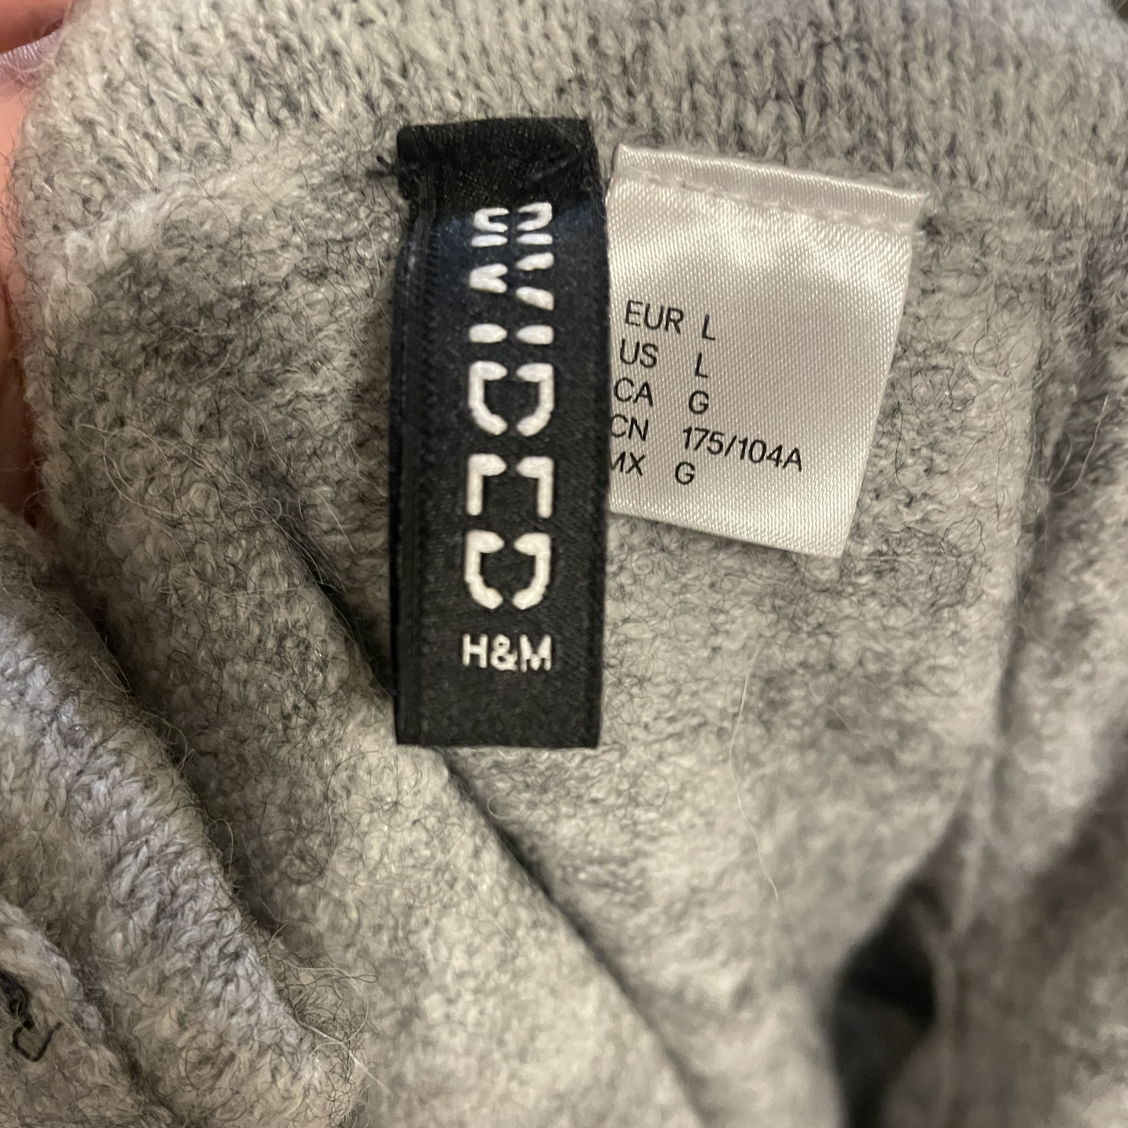 DIVIDED
H&M
EUR L
US L
CA G
CN 175/104A
MX G